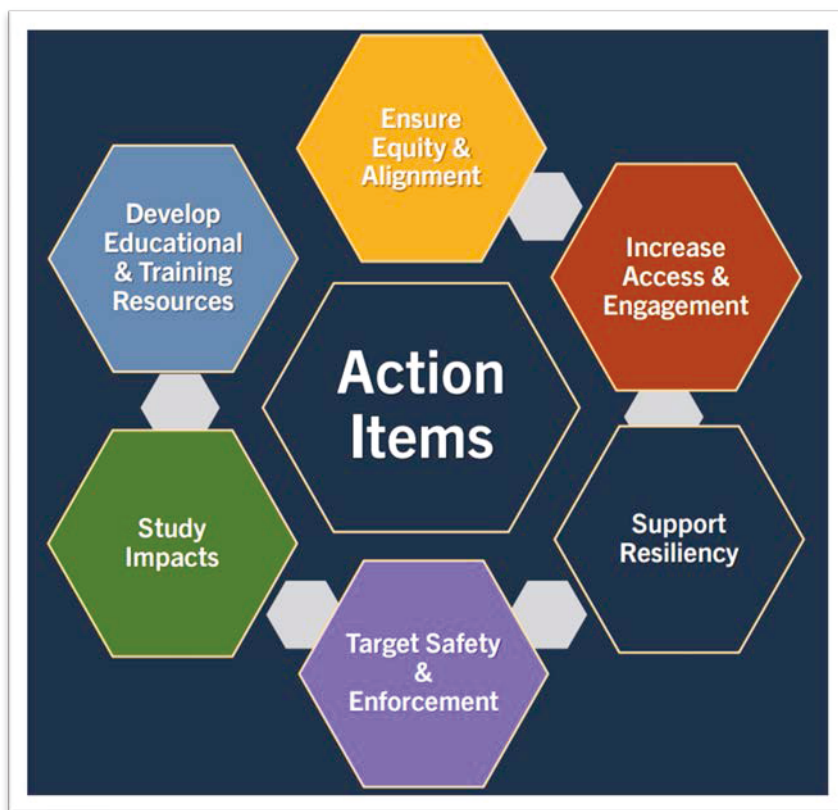 Ensure
Equity &
Alignment
Increase
Access &
Engagement
Support
Resiliency
Target Safety
&
Enforcement
Study
Impacts
Develop
Educational
& Training
Resources
Action
Items